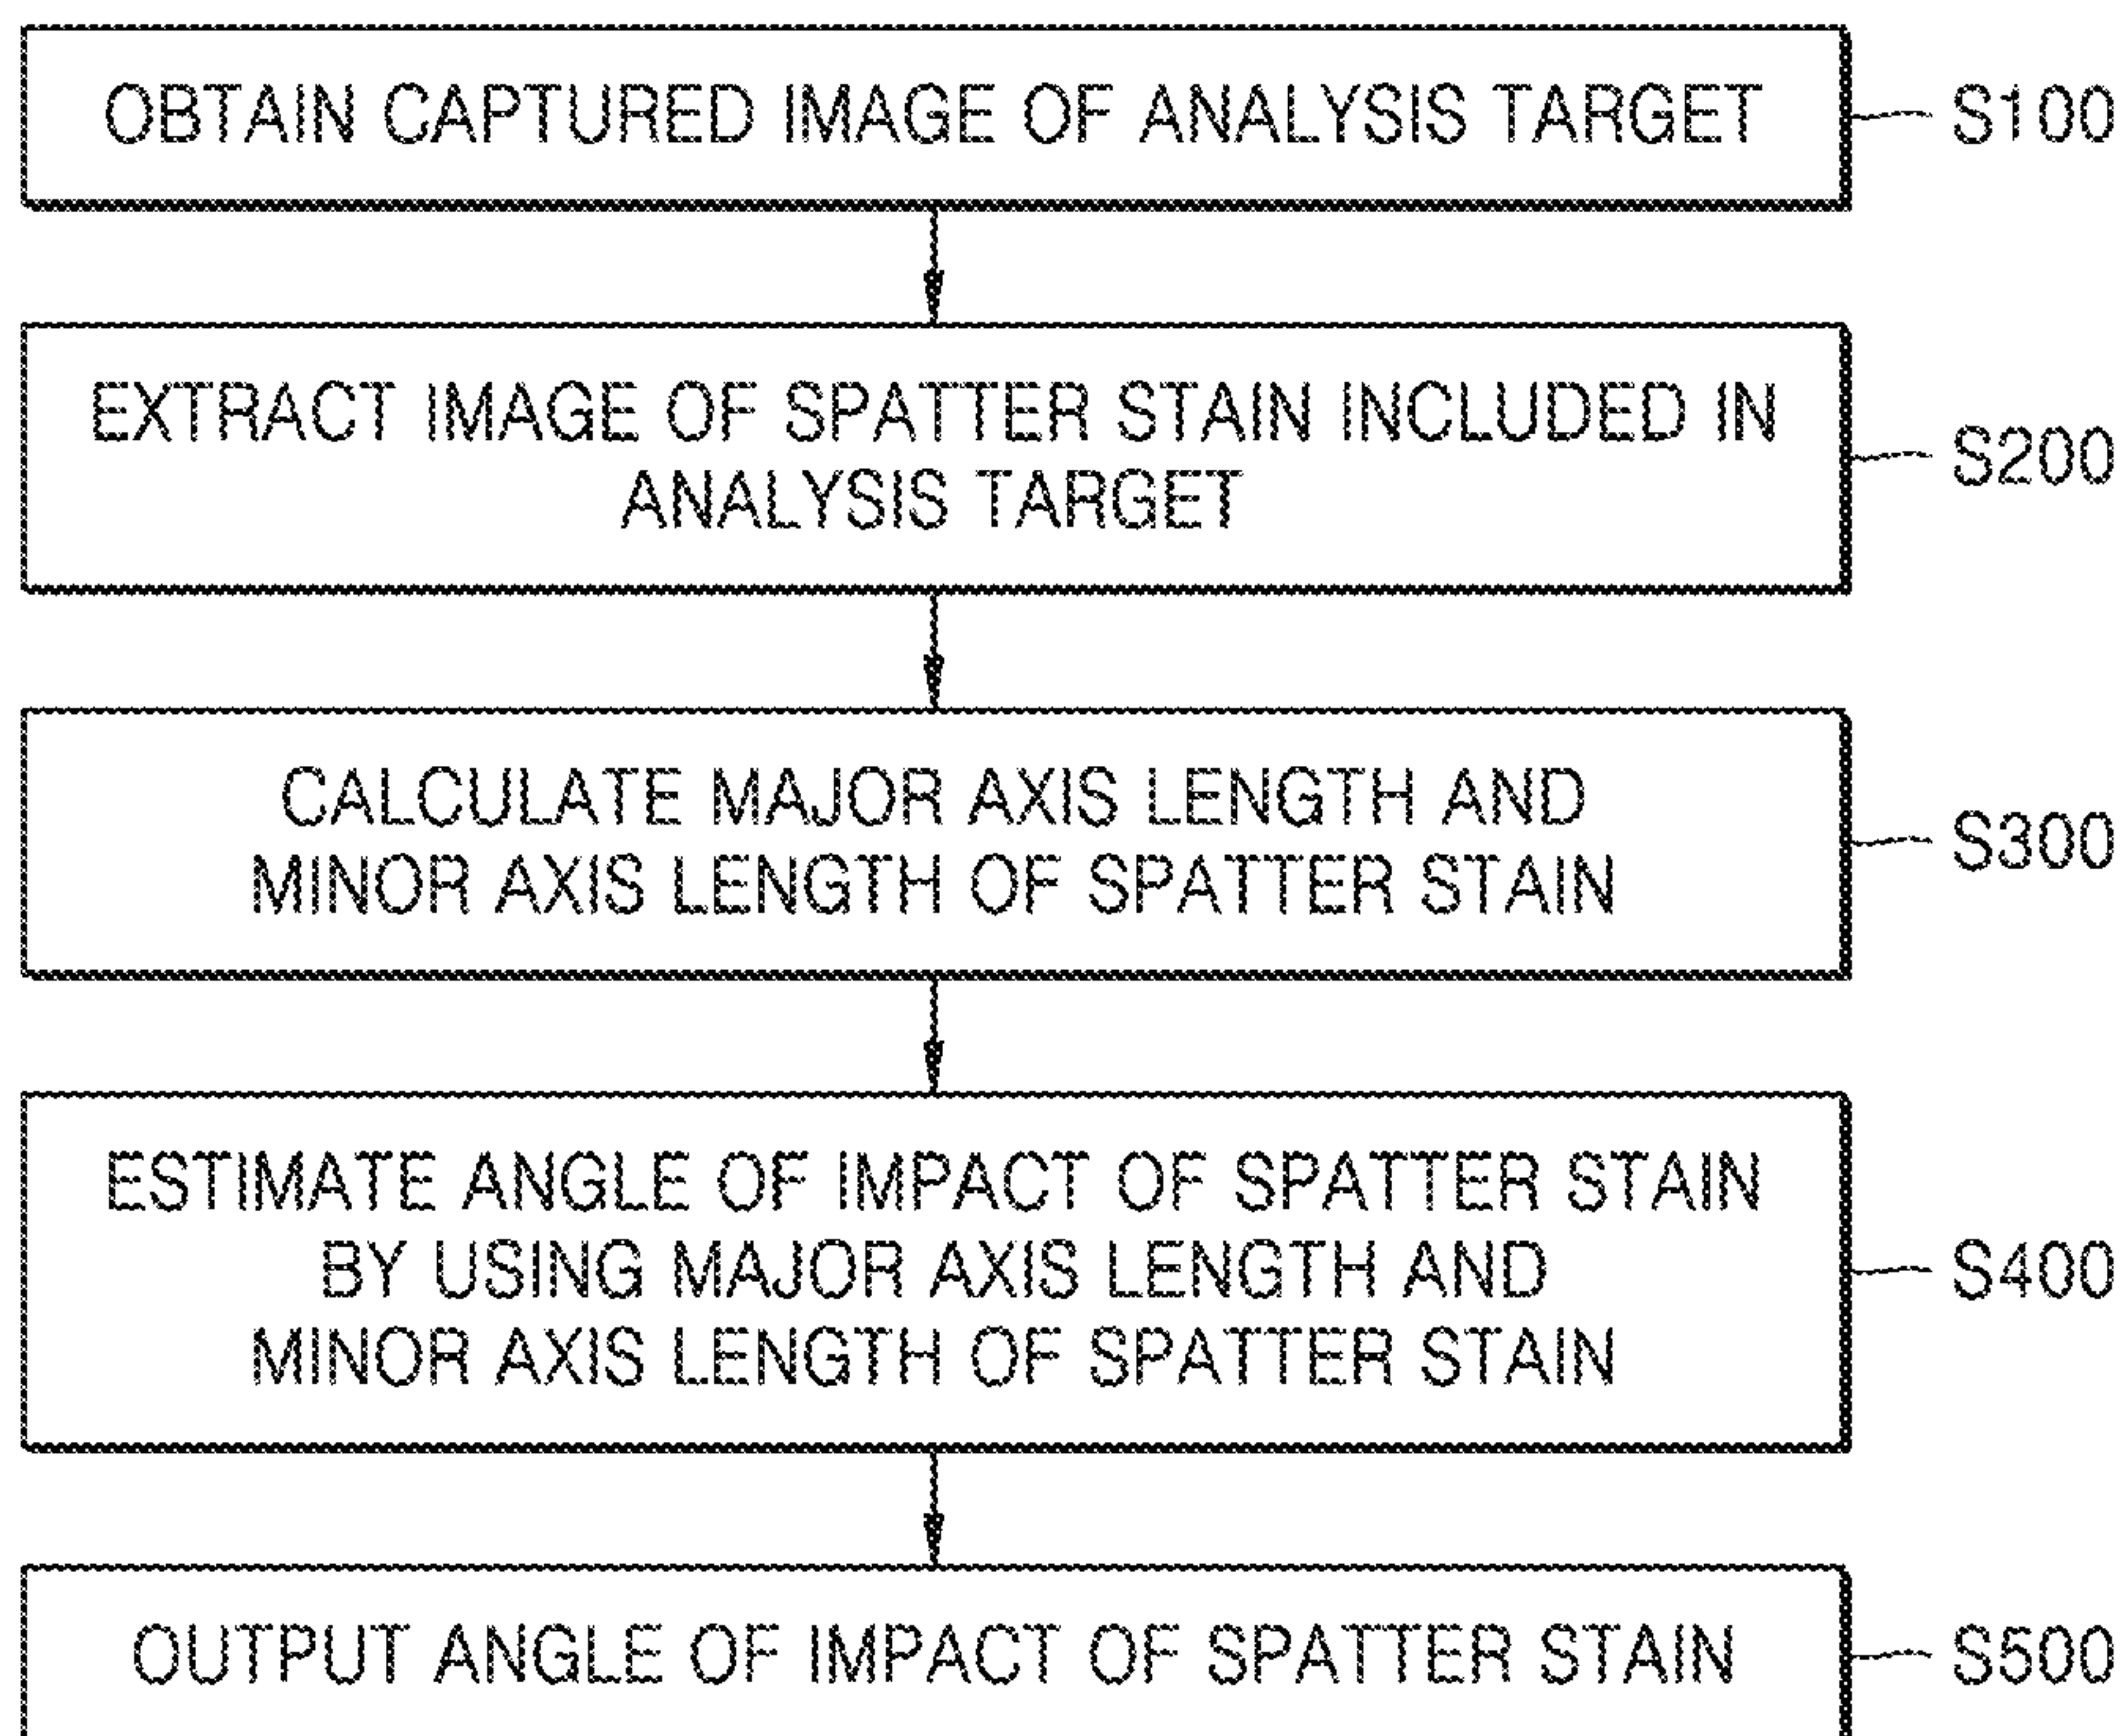 OBTAIN CAPTURED IMAGE OF ANALYSIS TARGET
S100
EXTRACT IMAGE OF SPATTER STAIN INCLUDED IN
ANALYSIS TARGET
S200
CALCULATE MAJOR AXIS LENGTH AND
MINOR AXIS LENGTH OF SPATTER STAIN
S300
ESTIMATE ANGLE OF IMPACT OF SPATTER STAIN
BY USING MAJOR AXIS LENGTH AND
MINOR AXIS LENGTH OF SPATTER STAIN
S400
OUTPUT ANGLE OF IMPACT OF SPATTER STAIN
S500